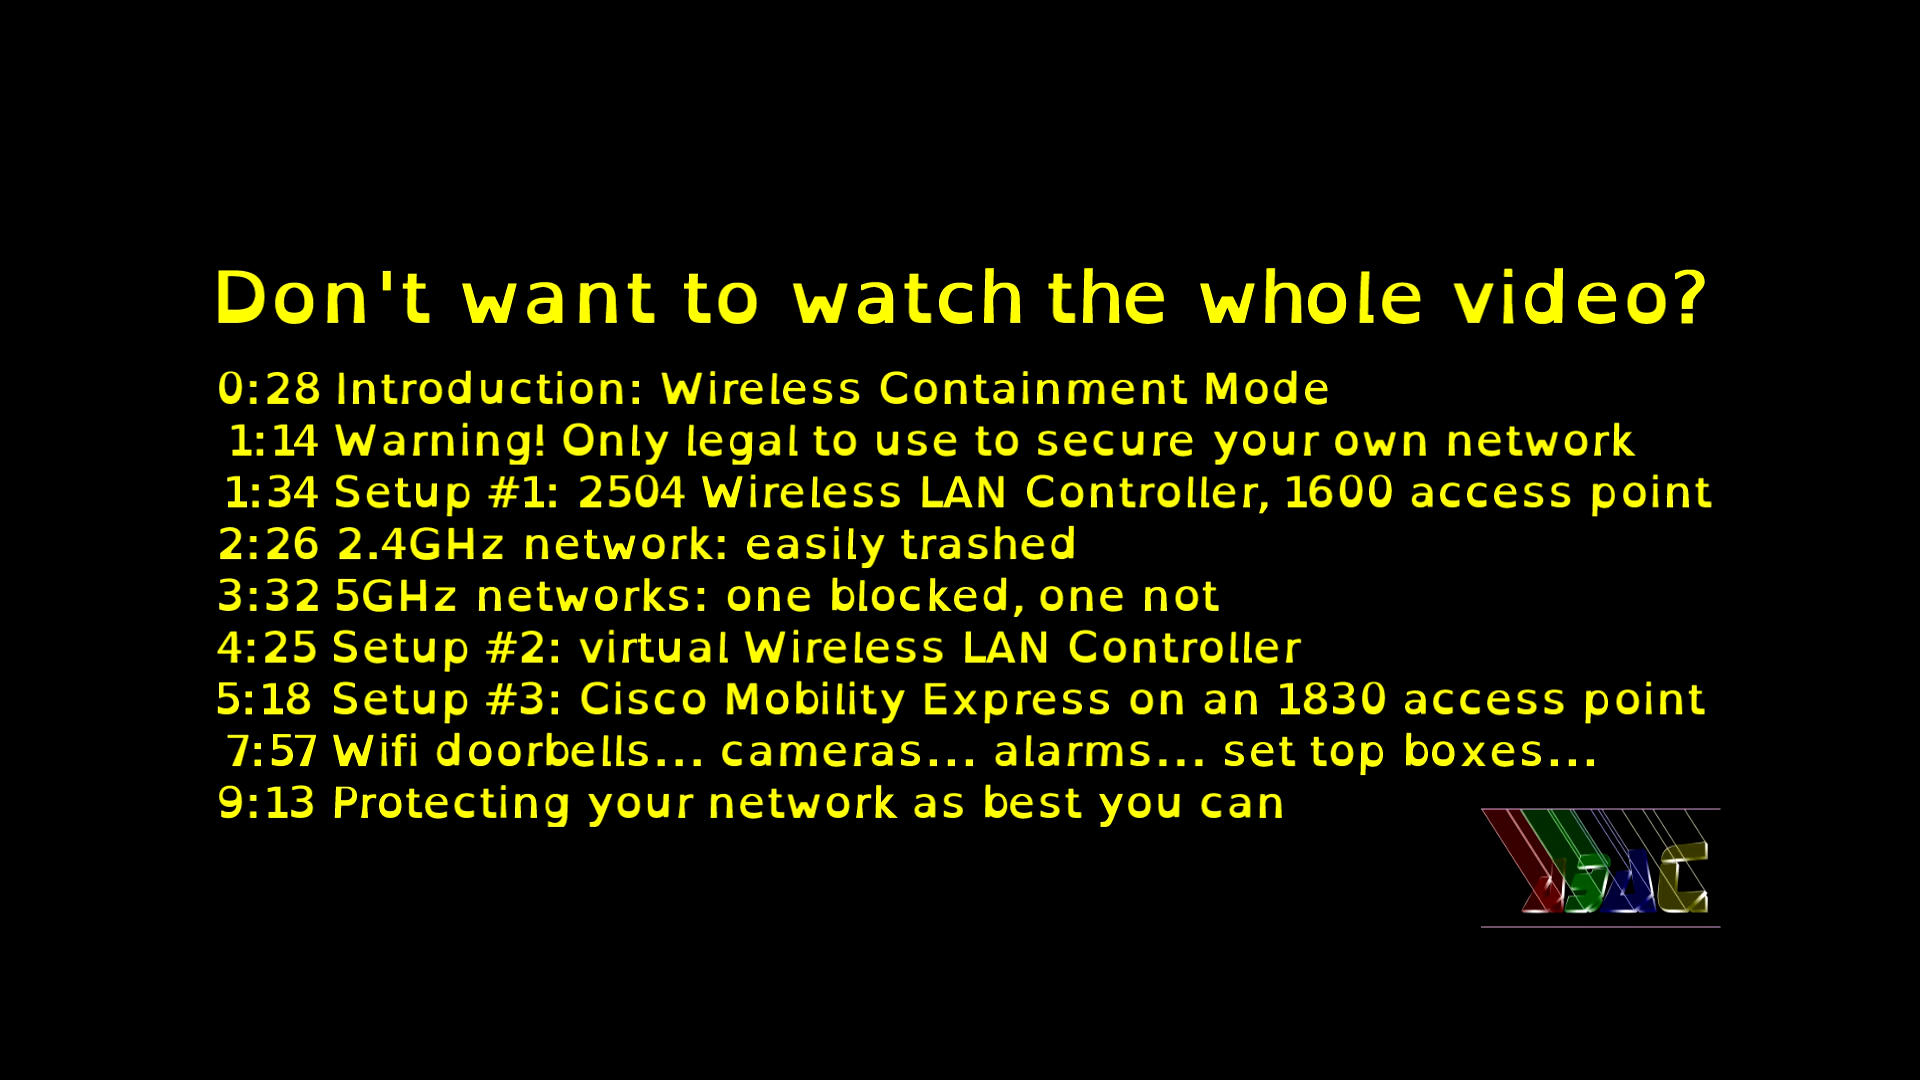 Don't want to watch the whole video?
0:28 Introduction: Wireless Containment Mode
1:14 Warning! Only legal to use to secure your own network
1:34 Setup #1: 2504 Wireless LAN Controller, 1600 access point
2:26 2.4GHz network: easily trashed
3:32 5GHz networks: one blocked, one not
4:25 Setup #2: virtual Wireless LAN Controller
5:18 Setup #3: Cisco Mobility Express on an 1830 access point
7:57 Wifi doorbells... cameras... alarms... set top boxes...
9:13 Protecting your network as best you can